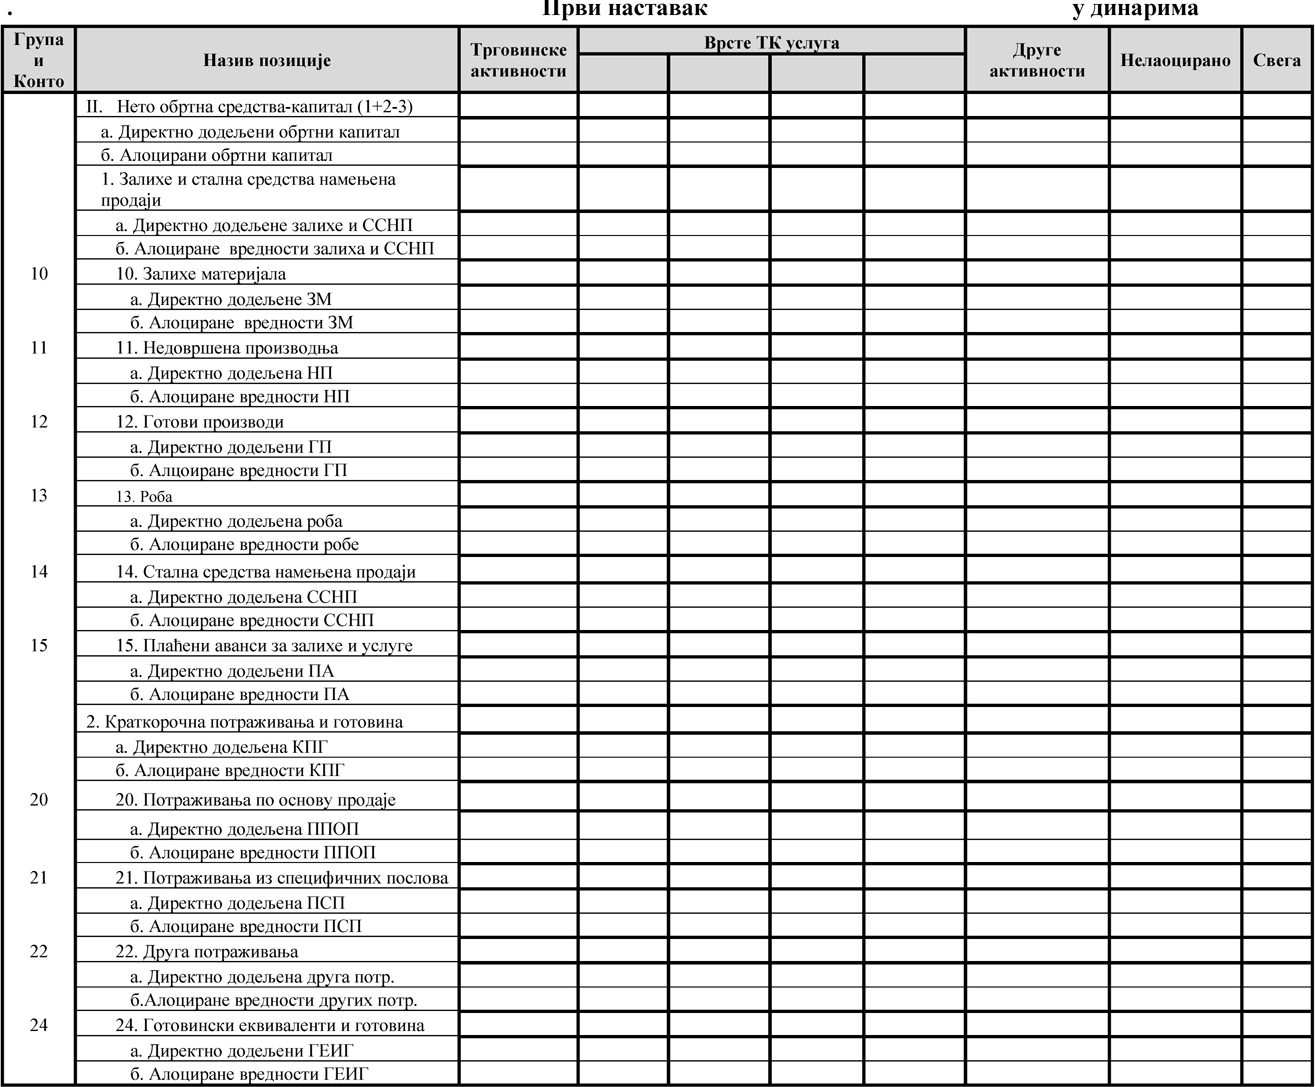 . Први наставак у динарима
Група и Конто Назив позиције Трговинске активности Врсте ТК услуга Друге активности Нелаоцирано Свега
II. Нето обртна средства-капитал (1+2-3)
а. Директно додељени обртни капитал
б. Алоцирани обртни капитал
1. Залихе и стална средства намењена
продаји
а. Директно додељене залихе и ССНП
б. Алоциране вредности залиха и ССНП
10 10. Залихе материјала
а. Директно додељене ЗМ
б. Алоциране вредности ЗМ
11 11. Недовршена производња
а. Директно додељена НП
б. Алоциране вредности НП
12 12. Готови производи
а. Директно додељени ГП
б. Алцоиране вредности ГП
13 13. Роба
а. Директно додељена роба
б. Алоциране вредности робе
14 14. Стална средства намењена продаји
а. Директно додељена ССНП
б. Алоциране вредности ССНП
15 15. Плаћени аванси за залихе и услуге
а. Директно додељени ПА
б. Алоциране вредности ПА
2. Краткорочна потраживања и готовина
а. Директно додељена КПГ
б. Алоциране вредности КПГ
20 20. Потраживања по основу продаје
а. Директно додељена ППОП
б. Алоциране вредности ППОП
21 21. Потраживања из специфичних послова
а. Директно додељена ПСП
б. Алоциране вредности ПСП
22 22. Друга потраживања
а. Директно додељена друга потр.
б.Алоциране вредности других потр.
24 24. Готовински еквиваленти и готовина
а. Директно додељени ГЕИГ
б. Алоциране вредности ГЕИГ